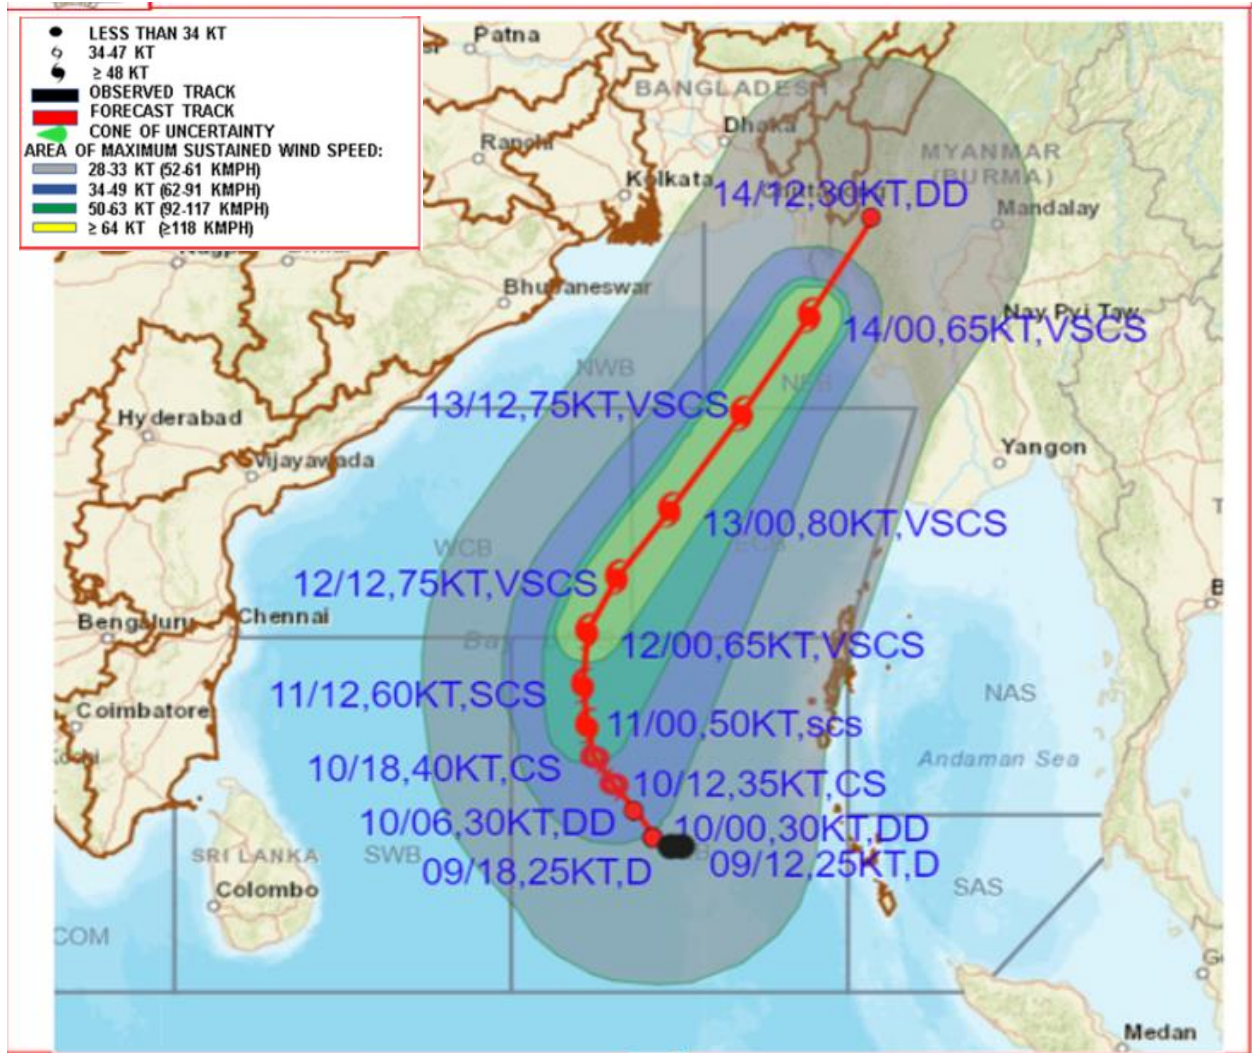 LESS THAN 34 KT
34-47 KT
≥ 48 KT
OBSERVED TRACK
FORECAST TRACK
CONE OF UNCERTAINTY
AREA OF MAXIMUM SUSTAINED WIND SPEED:
28-33 KT (52-61 KMPH)
34-49 KT (62-91 KMPH)
50-63 KT (92-117 KMPH)
≥ 64 KT (≥118 KMPH)
Patna
BANGLADESH
Dhaka
Ranchi
MYANMAR
(BURMA)
Kolkata
14/12,30KT,DD
Mandalay
Bhubaneswar
Nay Pyi Taw
14/00,65KT,VSCS
NWB
NEB
13/12,75KT,VSCS
Hyderabad
Yangon
Vijayawada
13/00,80KT,VSCS
WCB
ECB
12/12,75KT,VSCS
Chennai
Bengaluru
Bay
12/00,65KT,VSCS
11/12,60KT,SCS
NAS
Coimbatore
11/00,50KT,scs
Kochi
Andaman Sea
10/18,40KT,CS
10/12,35KT,CS
10/06,30KT,DD
10/00,30KT,DD
SRI LANKA
SWB
09/18,25KT,D
09/12,25KT,D
Colombo
SAS
COM
Medan